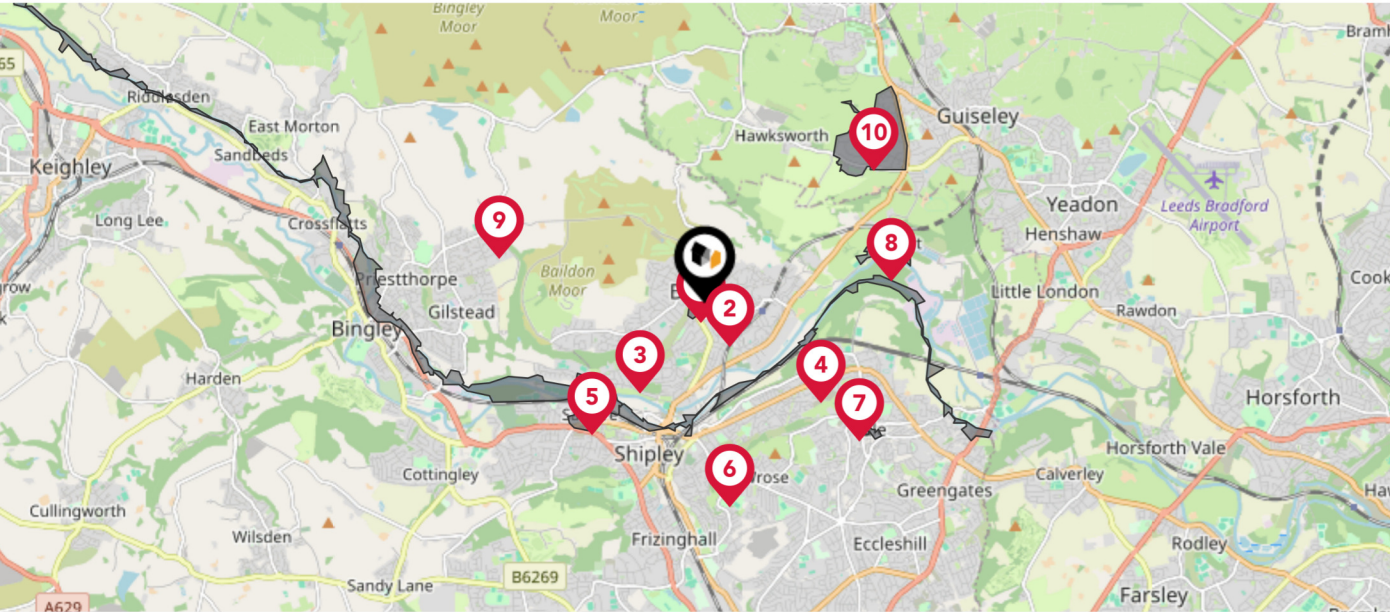 Bingley
Moor
Moor
65
Riddlesden
East Morton
Sandbeds
Keighley
Long Lee
Crossflatts
Priestthorpe
Gilstead
Bingley
Harden
9
Baildon
Moor
Hawksworth
10
Guiseley
Yeadon
Henshaw
Leeds Bradford
Airport
8
2
3
4
5
7
6
Little London
Rawdon
Horsforth
Horsforth Vale
Shipley
Cottingley
Cullingworth
Wilsden
Sandy Lane
B6269
A629
Frizinghall
Greengates
Eccleshill
Calverley
Rodley
Farsley